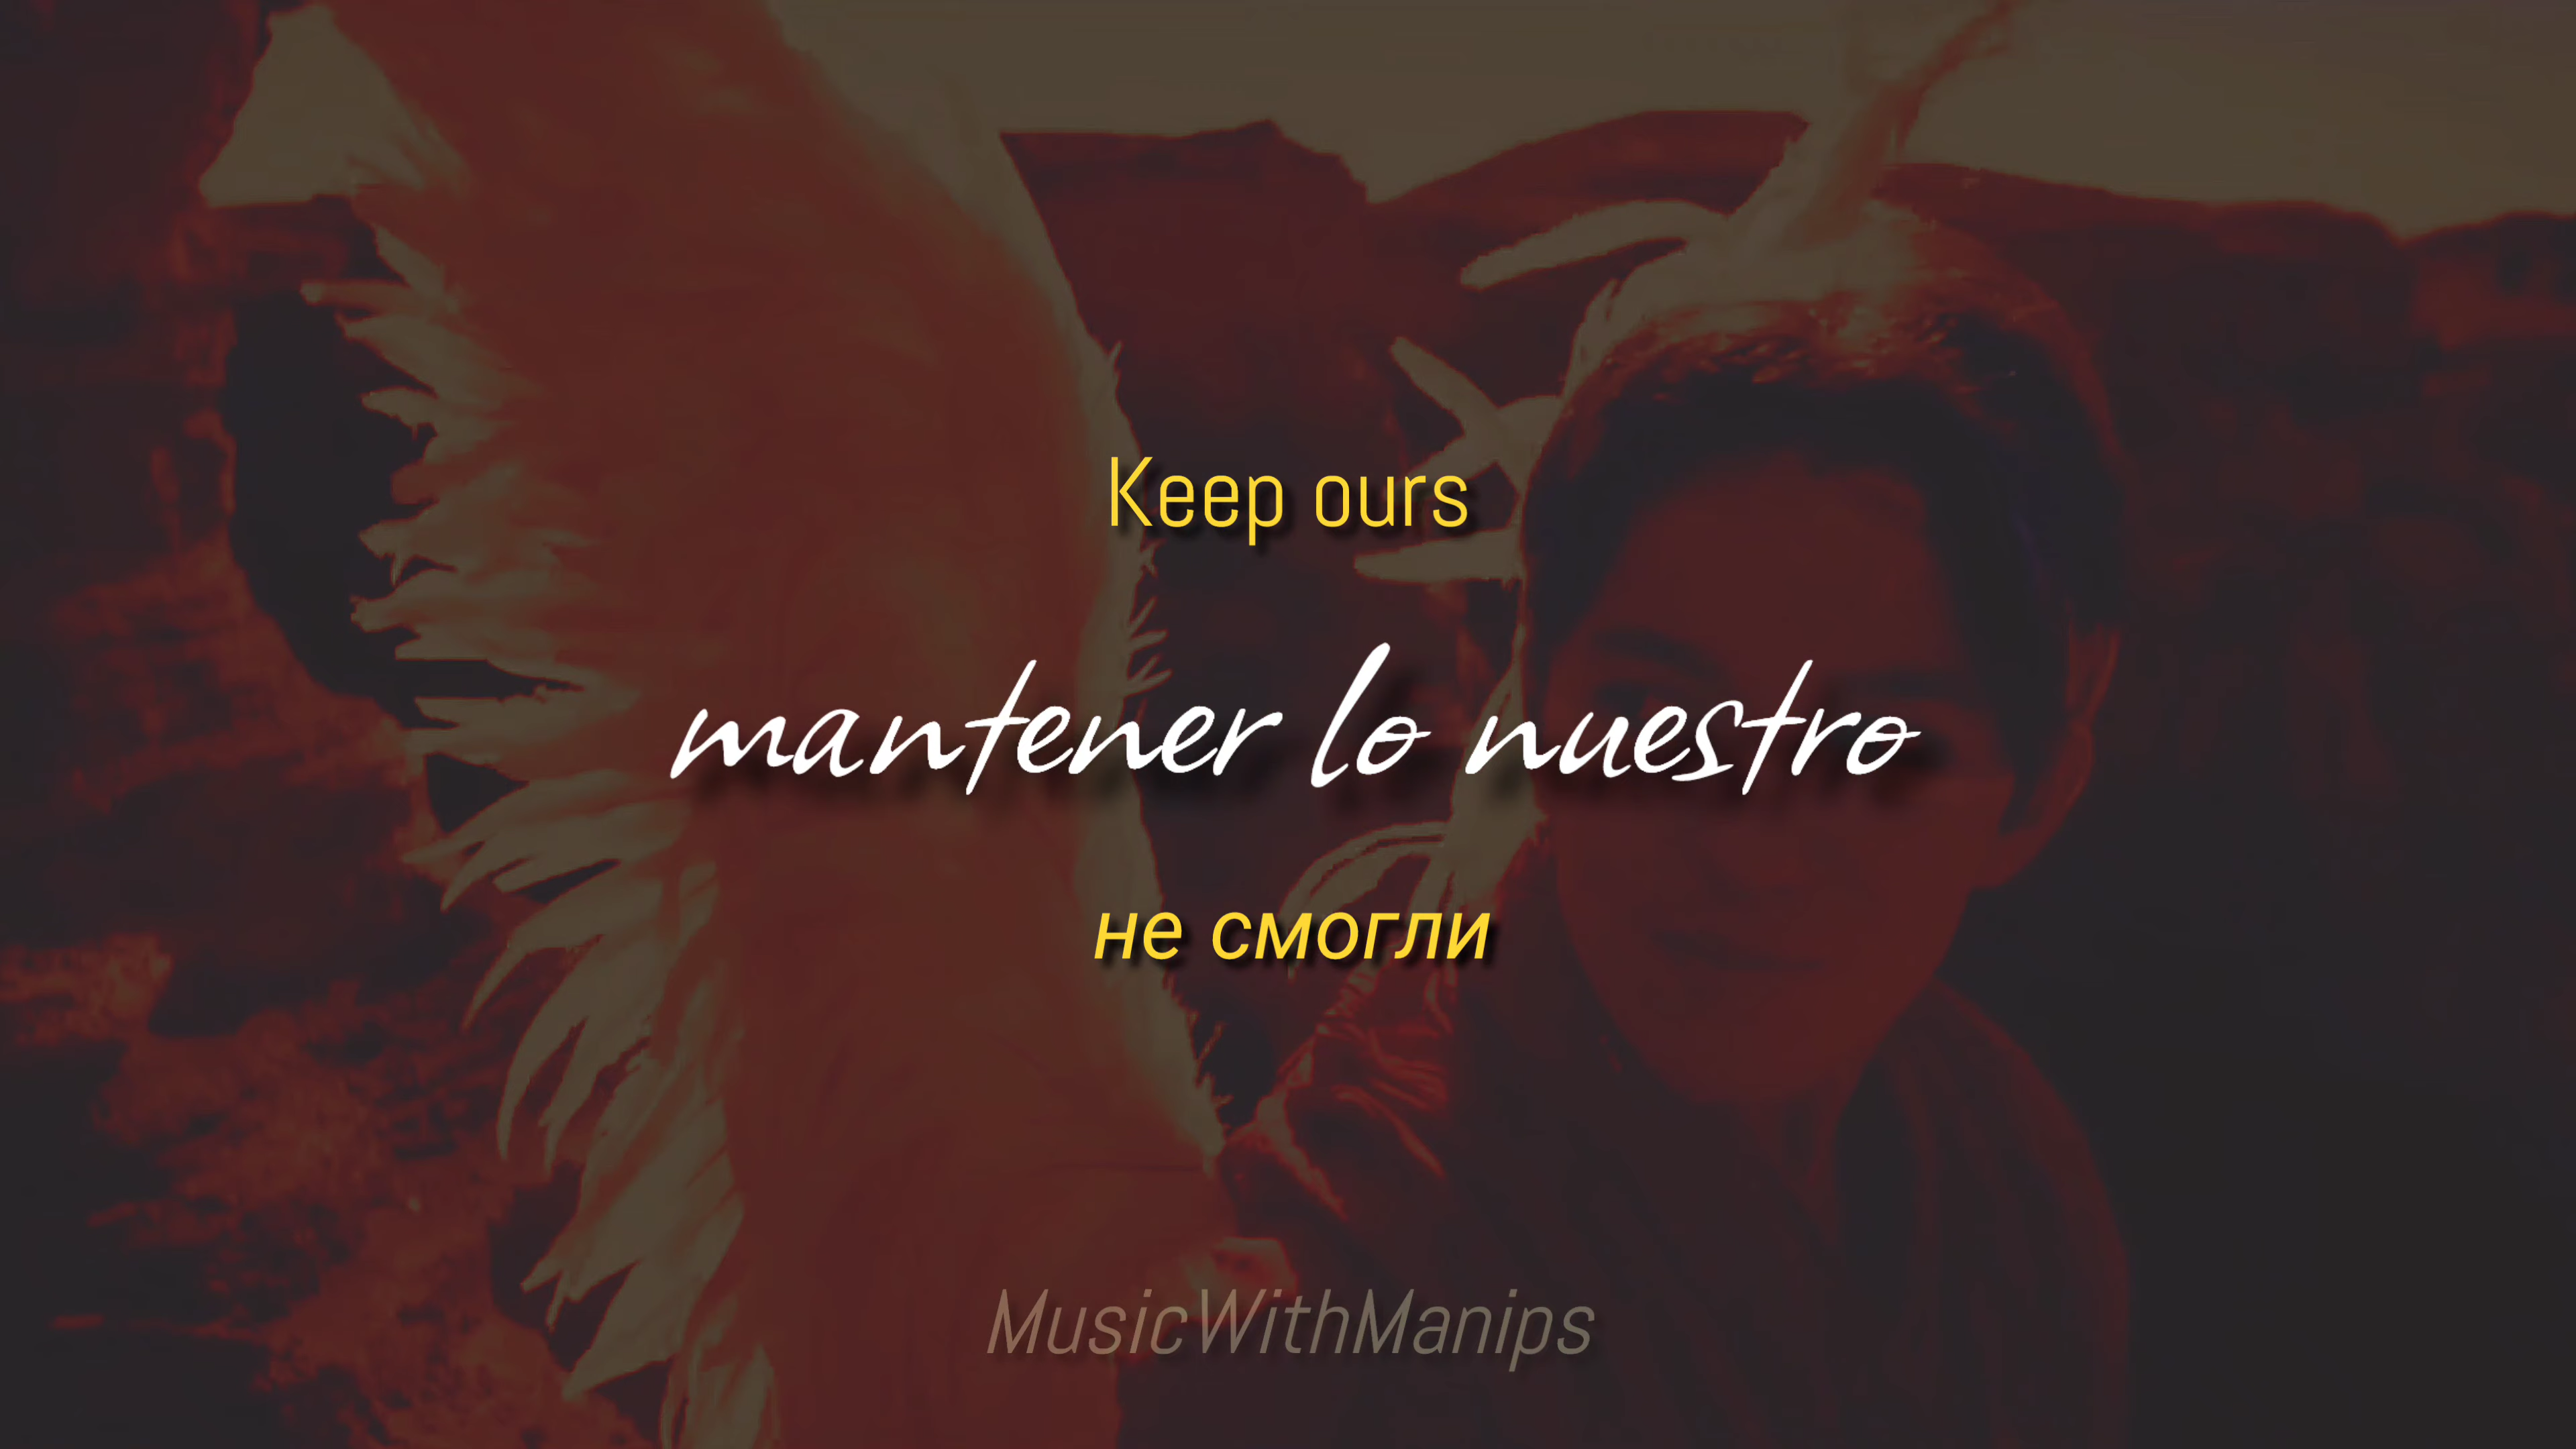 Keep ours
mantener lo nuestro
не смогли
MusicWithManips